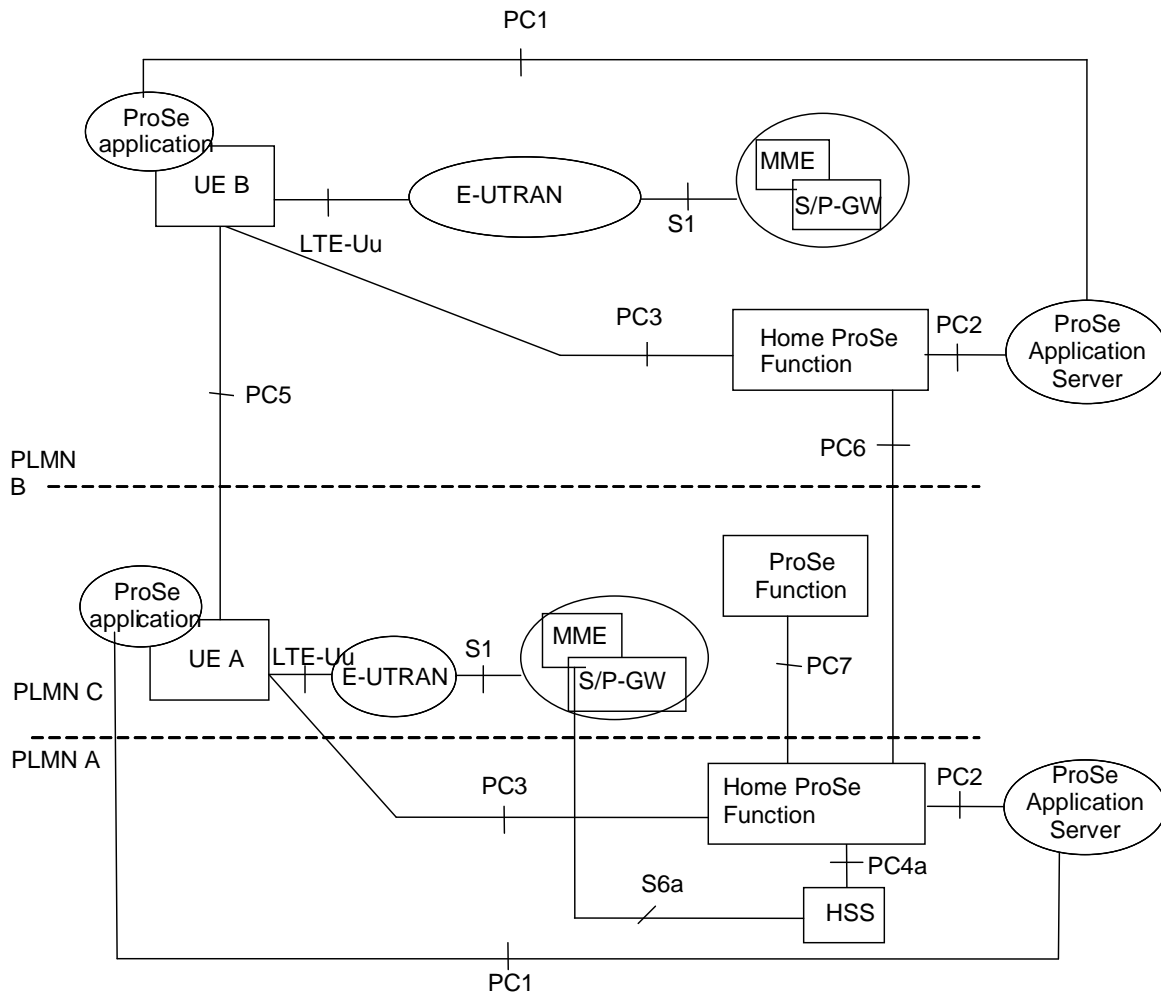 PC1
ProSe
application
UE B
E-UTRAN
MME
S/P-GW
S1
LTE-Uu
PC3
Home ProSe
Function
PC2
ProSe
Application
Server
PC5
PC6
PLMN
B
ProSe
Function
ProSe
application
UE A
LTE-Uu
E-UTRAN
S1
MME
S/P-GW
PC7
PLMN C
PLMN A
PC3
Home ProSe
Function
PC2
ProSe
Application
Server
PC4a
S6a
HSS
PC1